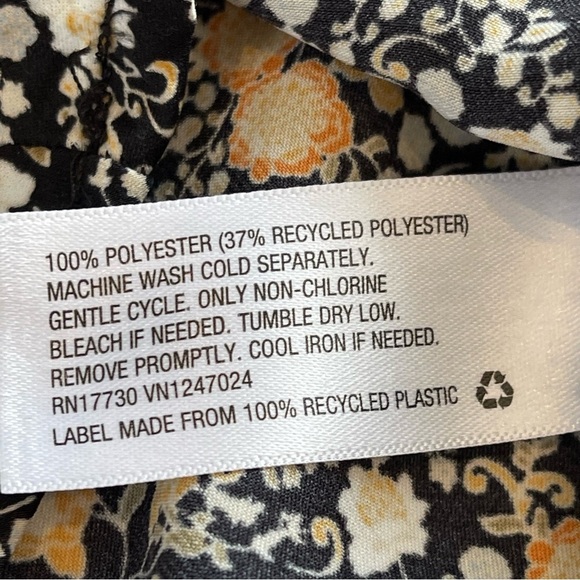 100% POLYESTER (37% RECYCLED POLYESTER)
MACHINE WASH COLD SEPARATELY.
GENTLE CYCLE. ONLY NON-CHLORINE
BLEACH IF NEEDED. TUMBLE DRY LOW.
REMOVE PROMPTLY. COOL IRON IF NEEDED.
RN17730 VN1247024
LABEL MADE FROM 100% RECYCLED PLASTIC